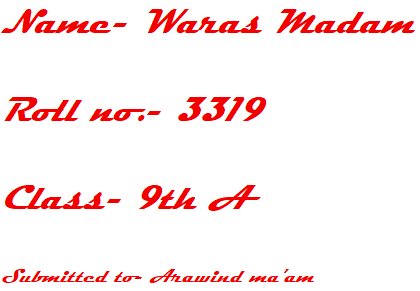 Name- Waras Madam
Roll no.- 3319
Class- 9th A
Submitted to- Arawind ma'am